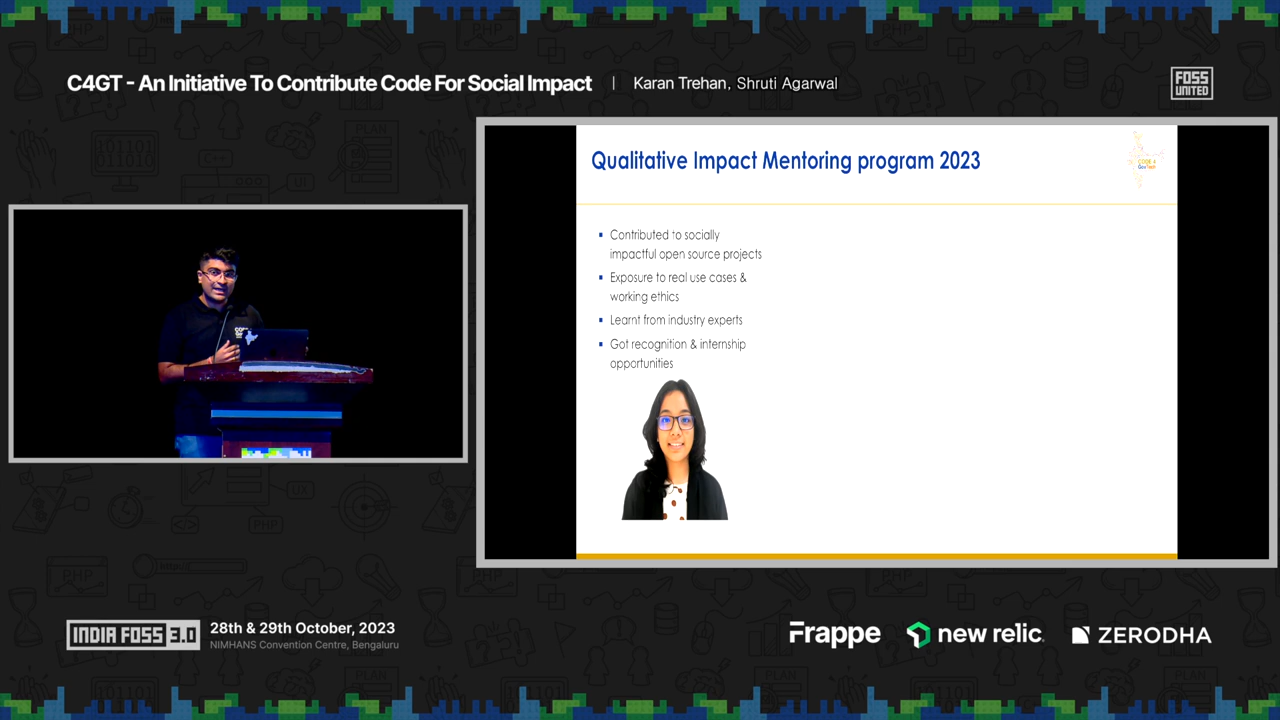 C4GT - An Initiative To Contribute Code For Social Impact | Karan Trehan, Shruti Agarwal
FOSS
UNITED
Qualitative Impact Mentoring program 2023
CODE 4
GovTech
Contributed to socially
impactful open source projects
Exposure to real use cases &
working ethics
Learnt from industry experts
Got recognition & internship
opportunities
INDIA FOSS 3.0
28th & 29th October, 2023
NIMHANS Convention Centre, Bengaluru
Frappe
new relic
ZERODHA